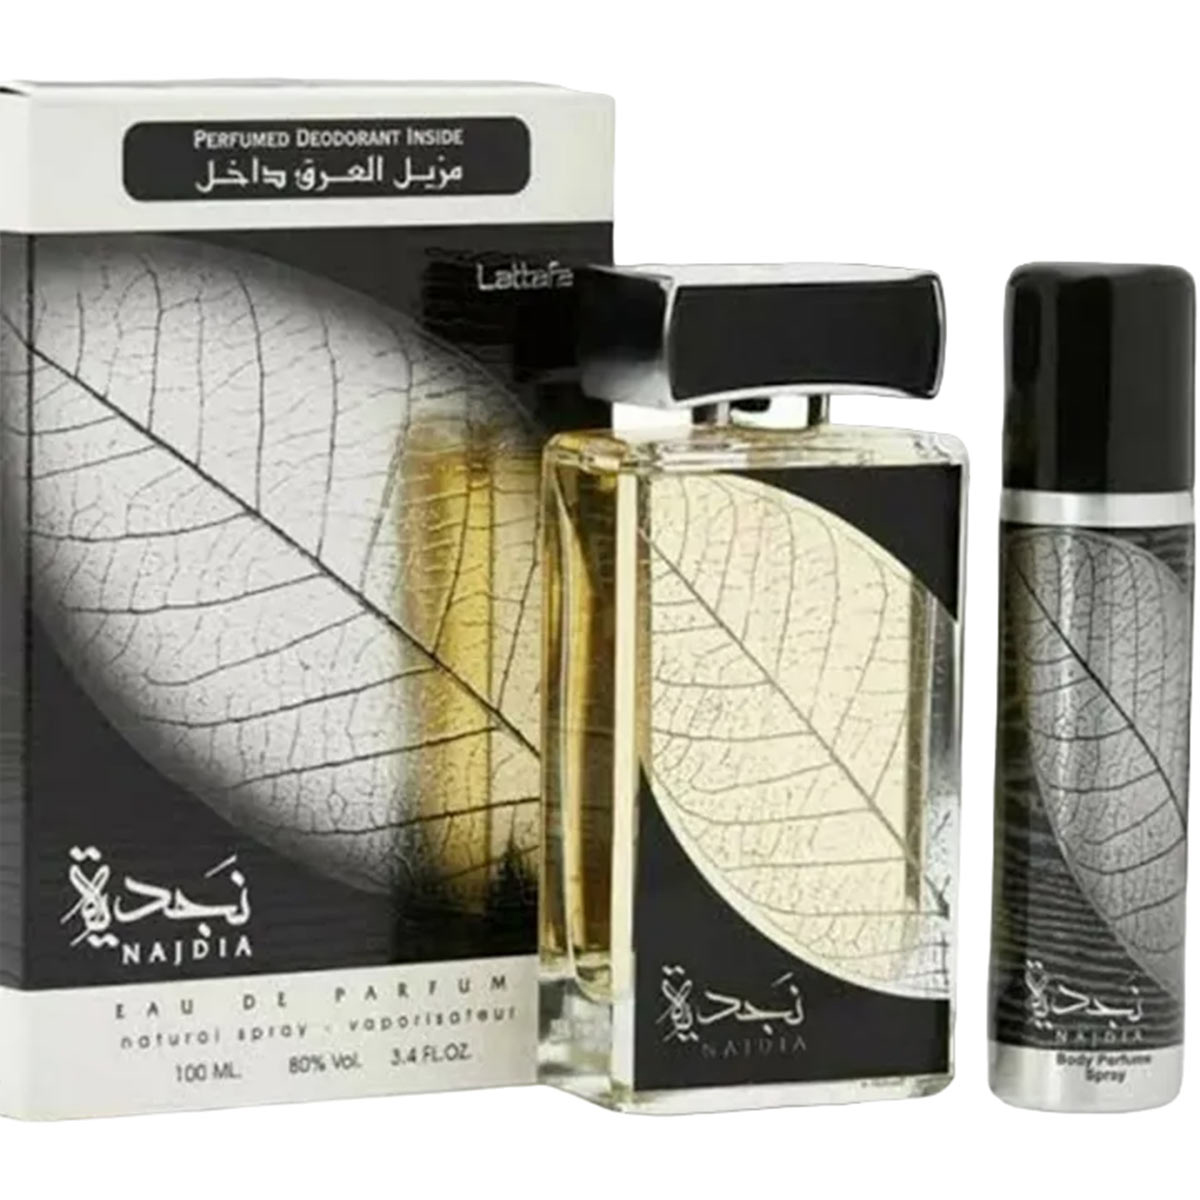 PERFUMED DEODORANT INSIDE
مزيل العرق داخل
Lattafa
نجدية
NAJDIA
EAU DE PARFUM
natural spray - vaporisateur
100 ML. 80% Vol. 3.4 FL.OZ.
نجدية
NAJDIA
نجدية
NAJDIA
Body Perfume
Spray